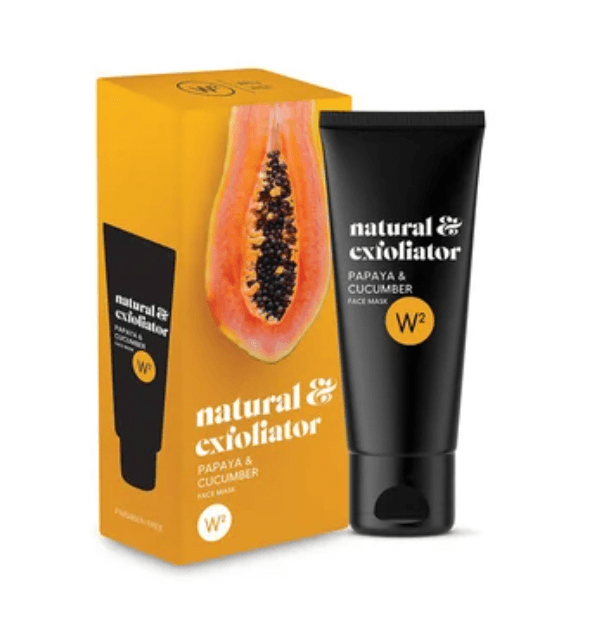 W²
natural &
exfoliator
PAPAYA &
CUCUMBER
FACE MASK
W²
PARABEN FREE
natural &
exfoliator
PAPAYA &
CUCUMBER
FACE MASK
W²
natural &
exfoliator
PAPAYA &
CUCUMBER
FACE MASK
W²